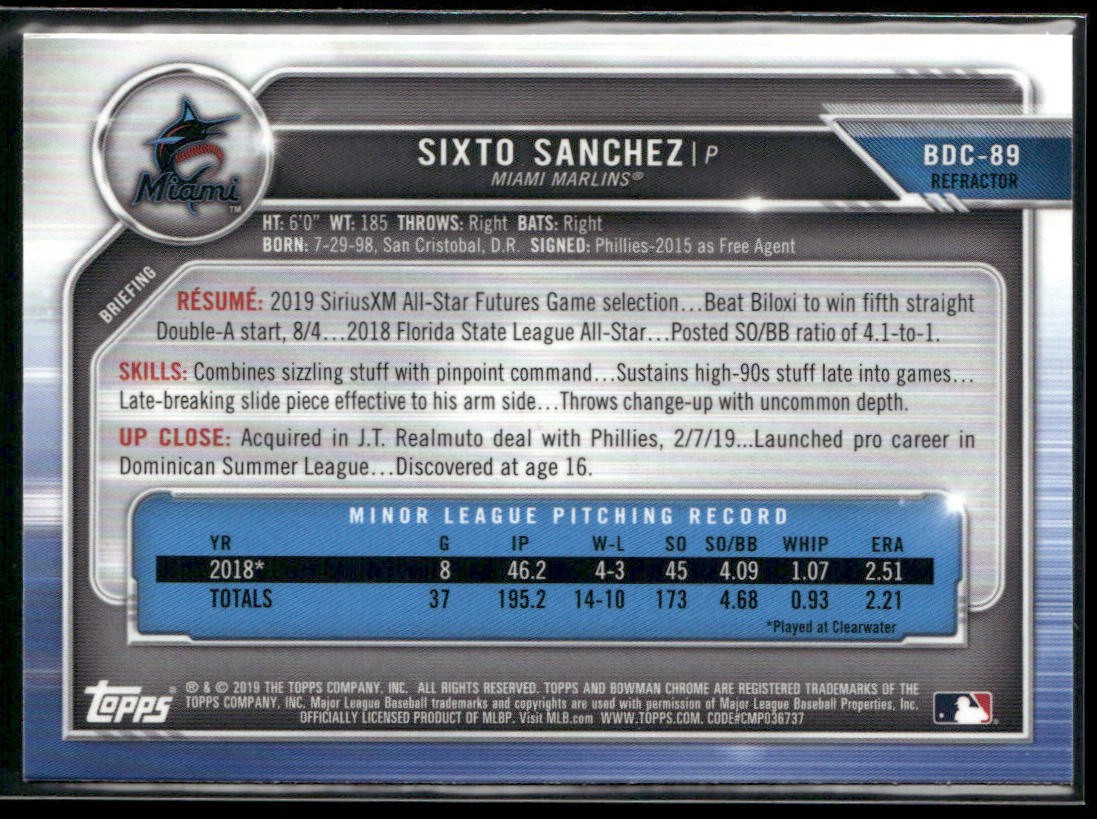 Miami™
SIXTO SANCHEZ | P
MIAMI MARLINS®
BDC-89
REFRACTOR
HT: 6'0" WT: 185 THROWS: Right BATS: Right
BORN: 7-29-98, San Cristobal, D.R. SIGNED: Phillies-2015 as Free Agent
BRIEFING
RÉSUMÉ: 2019 SiriusXM All-Star Futures Game selection...Beat Biloxi to win fifth straight
Double-A start, 8/4...2018 Florida State League All-Star...Posted SO/BB ratio of 4.1-to-1.
SKILLS: Combines sizzling stuff with pinpoint command...Sustains high-90s stuff late into games...
Late-breaking slide piece effective to his arm side...Throws change-up with uncommon depth.
UP CLOSE: Acquired in J.T. Realmuto deal with Phillies, 2/7/19...Launched pro career in
Dominican Summer League...Discovered at age 16.
MINOR LEAGUE PITCHING RECORD
YR G IP W-L SO SO/BB WHIP ERA
2018* 8 46.2 4-3 45 4.09 1.07 2.51
TOTALS 37 195.2 14-10 173 4.68 0.93 2.21
*Played at Clearwater
topps®
® & © 2019 THE TOPPS COMPANY, INC. ALL RIGHTS RESERVED. TOPPS AND BOWMAN CHROME ARE REGISTERED TRADEMARKS OF THE
TOPPS COMPANY, INC. Major League Baseball trademarks and copyrights are used with permission of Major League Baseball Properties, Inc.
OFFICIALLY LICENSED PRODUCT OF MLBP. Visit MLB.com WWW.TOPPS.COM. CODE#CMP036737